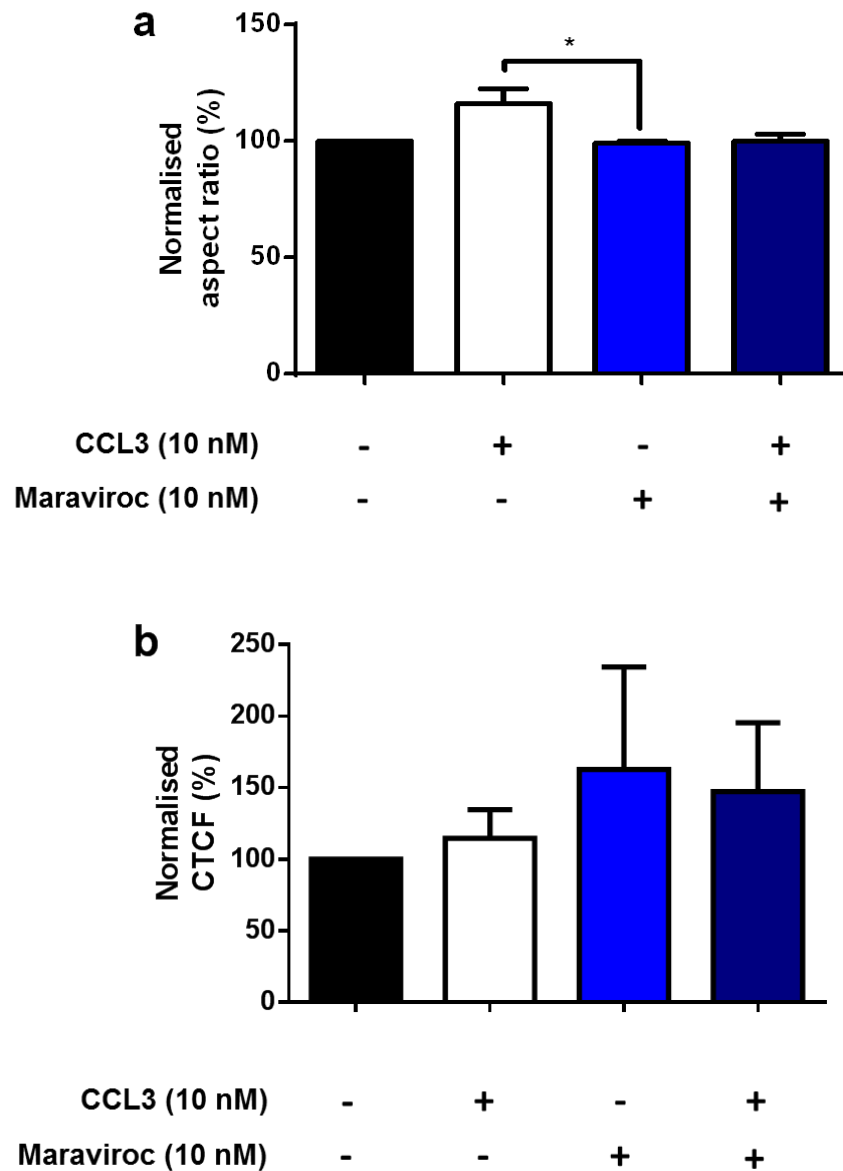 a
150
*
100
50
0
Normalised
aspect ratio (%)
CCL3 (10 nM) - + - +
Maraviroc (10 nM) - - + +
b
250
200
150
100
50
0
Normalised
CTCF (%)
CCL3 (10 nM) - + - +
Maraviroc (10 nM) - - + +